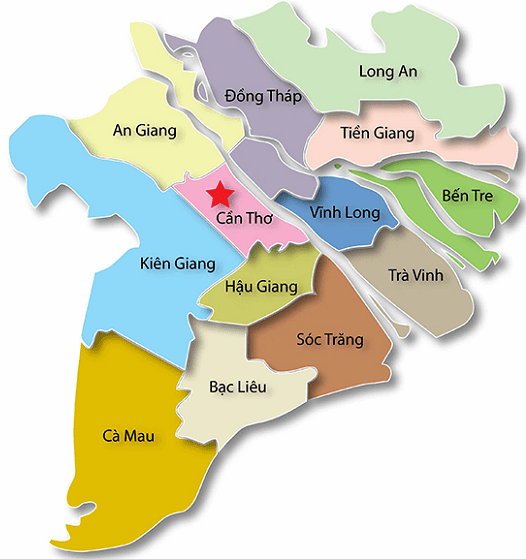 Long An
Đồng Tháp
An Giang
Tiền Giang
Bến Tre
Cần Thơ
Vĩnh Long
Kiên Giang
Trà Vinh
Hậu Giang
Sóc Trăng
Bạc Liêu
Cà Mau